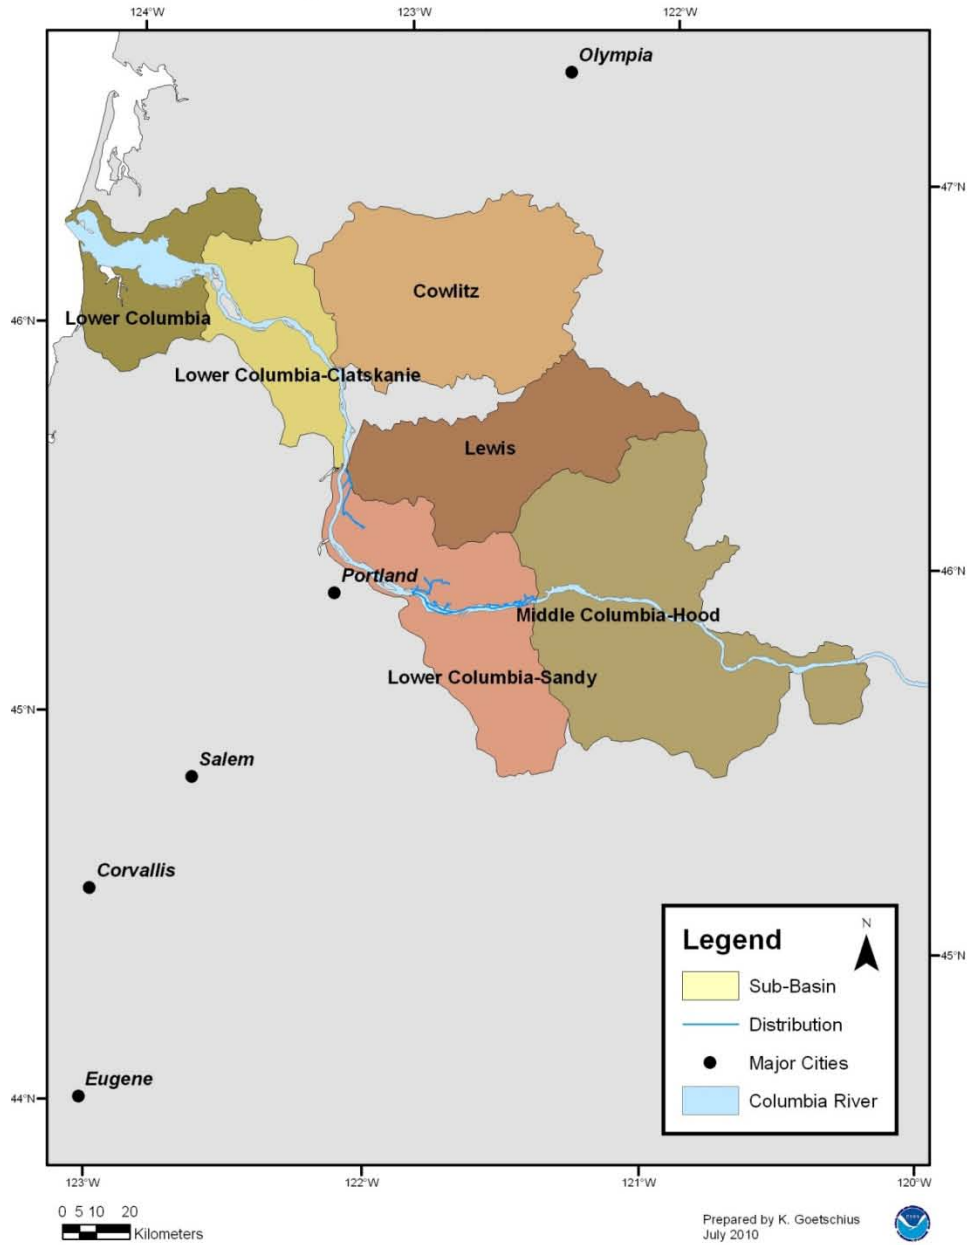 124°W
123°W
122°W
Olympia
47°N
Cowlitz
46°N
Lower Columbia
Lower Columbia-Clatskanie
Lewis
46°N
Portland
Middle Columbia-Hood
Lower Columbia-Sandy
45°N
Salem
Corvallis
Legend
N
45°N
Sub-Basin
Distribution
Major Cities
Columbia River
Eugene
44°N
123°W
122°W
121°W
120°W
0 5 10 20
Kilometers
Prepared by K. Goetschius
July 2010